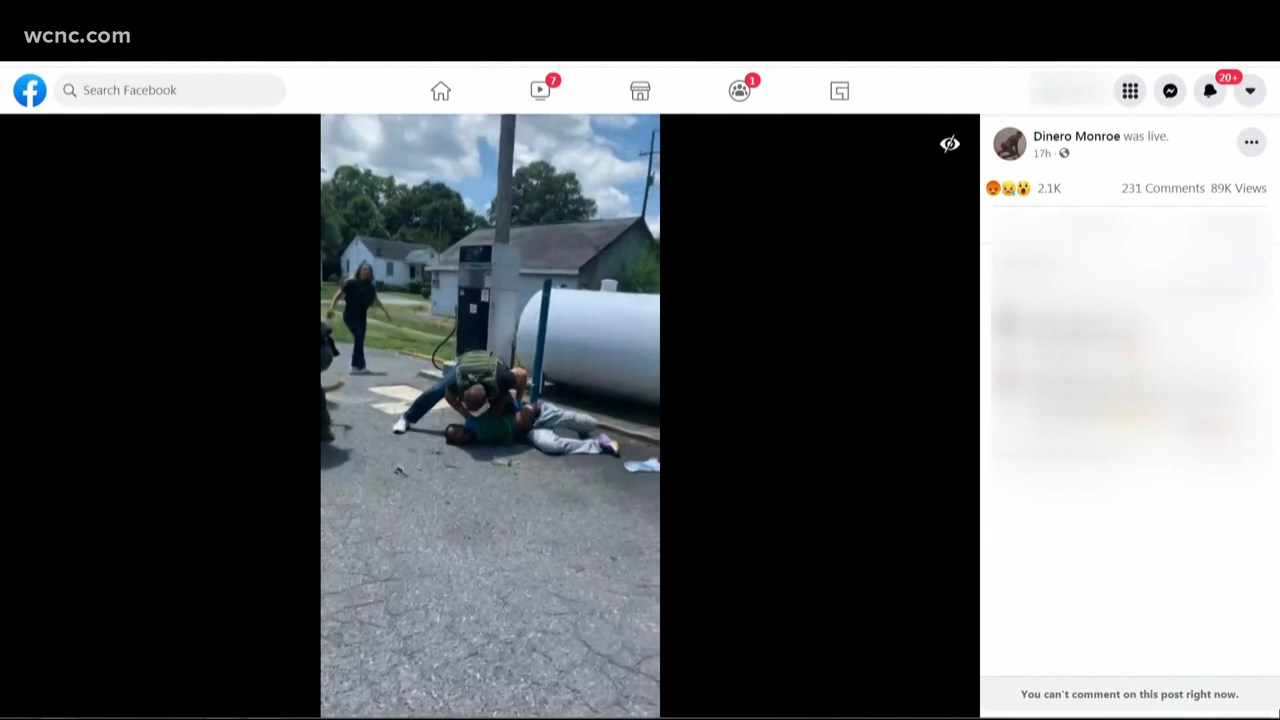 wcnc.com
Search Facebook
7
1
20+
Dinero Monroe was live.
17h ·
2.1K
231 Comments 89K Views
You can't comment on this post right now.